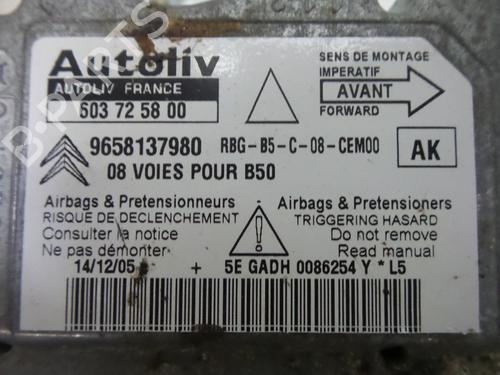 Autoliv
AUTOLIV FRANCE
603 72 58 00
SENS DE MONTAGE
IMPERATIF
AVANT
FORWARD
9658137980 RBG-B5-C-08-CEM00 AK
08 VOIES POUR B50
Airbags & Pretensionneurs
RISQUE DE DECLENCHEMENT
Consulter la notice
Ne pas démonter
Airbags & Pretensioners
TRIGGERING HASARD
Do not remove
Read manual
14/12/05 + 5E GADH 0086254 Y * L5
B-PARTS